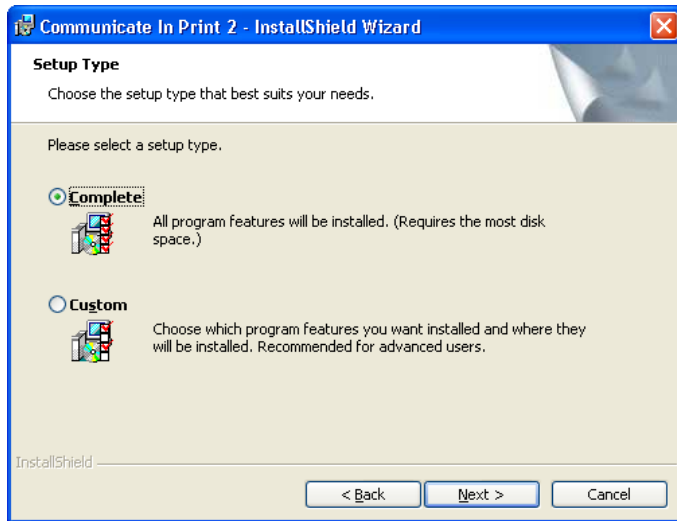 Communicate In Print 2 - InstallShield Wizard
Setup Type
Choose the setup type that best suits your needs.
Please select a setup type.
Complete
All program features will be installed. (Requires the most disk
space.)
Custom
Choose which program features you want installed and where they
will be installed. Recommended for advanced users.
InstallShield
< Back
Next >
Cancel